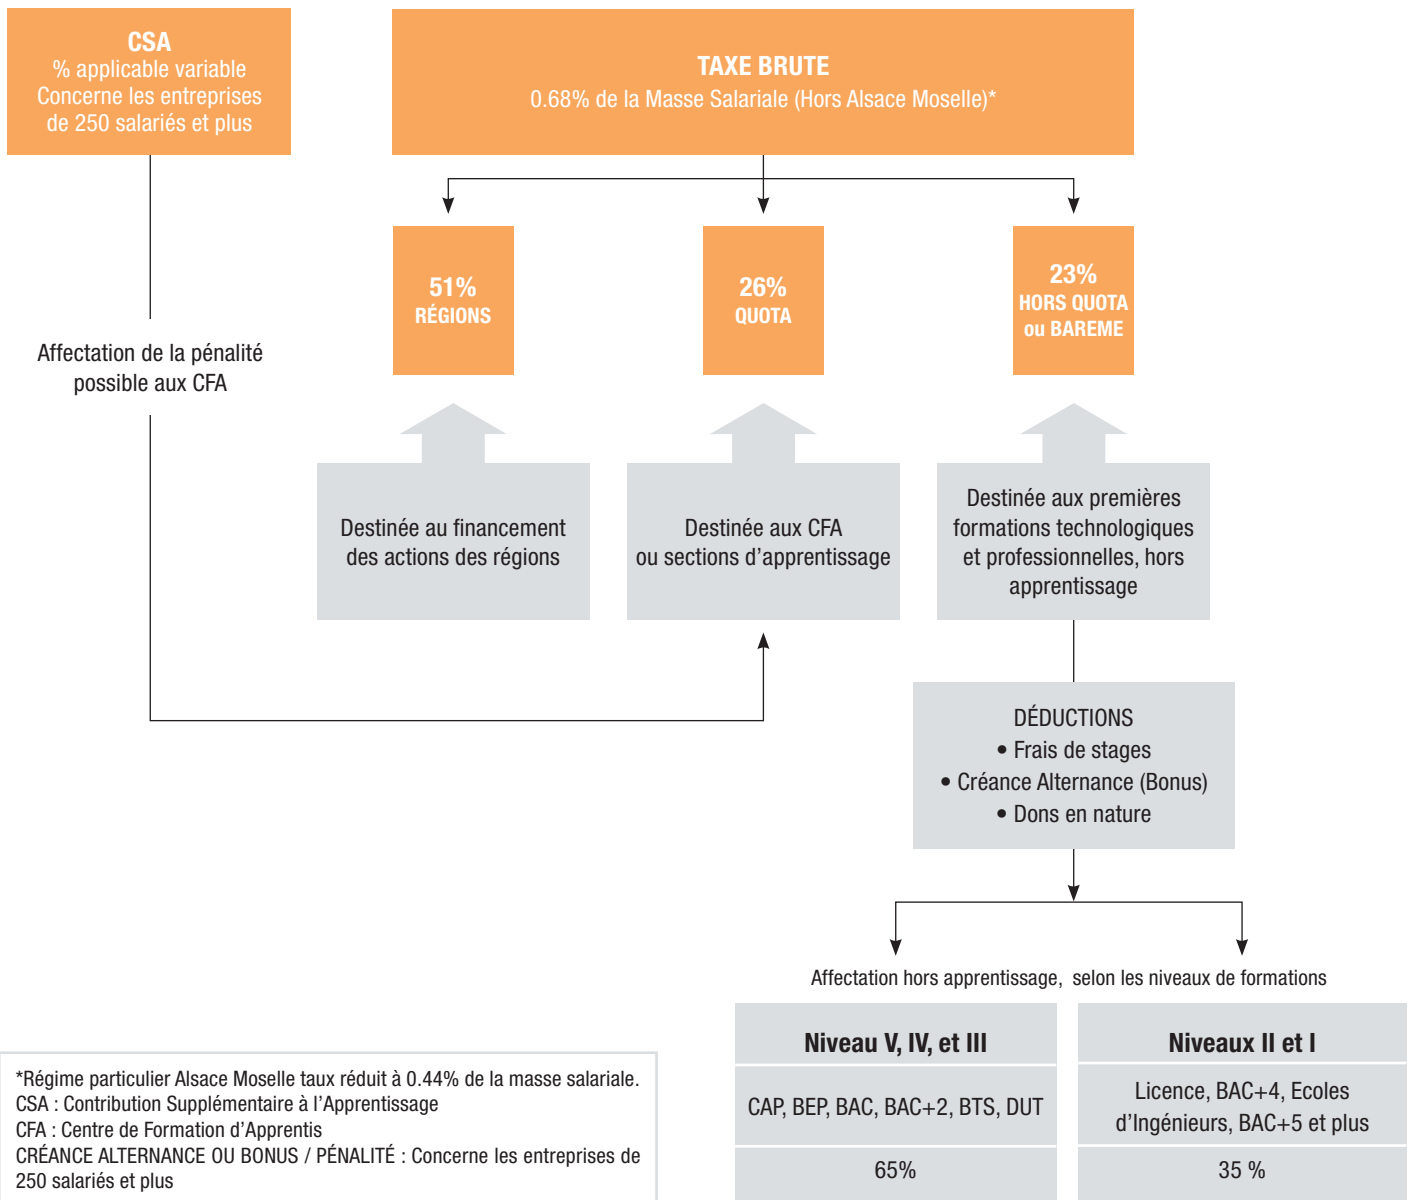 CSA
% applicable variable
Concerne les entreprises
de 250 salariés et plus
TAXE BRUTE
0.68% de la Masse Salariale (Hors Alsace Moselle)*
51%
RÉGIONS
26%
QUOTA
23%
HORS QUOTA
ou BAREME
Affectation de la pénalité
possible aux CFA
Destinée au financement
des actions des régions
Destinée aux CFA
ou sections d'apprentissage
Destinée aux premières
formations technologiques
et professionnelles, hors
apprentissage
DÉDUCTIONS
• Frais de stages
• Créance Alternance (Bonus)
• Dons en nature
Affectation hors apprentissage, selon les niveaux de formations
Niveau V, IV, et III
CAP, BEP, BAC, BAC+2, BTS, DUT
65%
Niveaux II et I
Licence, BAC+4, Ecoles
d'Ingénieurs, BAC+5 et plus
35 %
*Régime particulier Alsace Moselle taux réduit à 0.44% de la masse salariale.
CSA : Contribution Supplémentaire à l'Apprentissage
CFA : Centre de Formation d'Apprentis
CRÉANCE ALTERNANCE OU BONUS / PÉNALITÉ : Concerne les entreprises de
250 salariés et plus